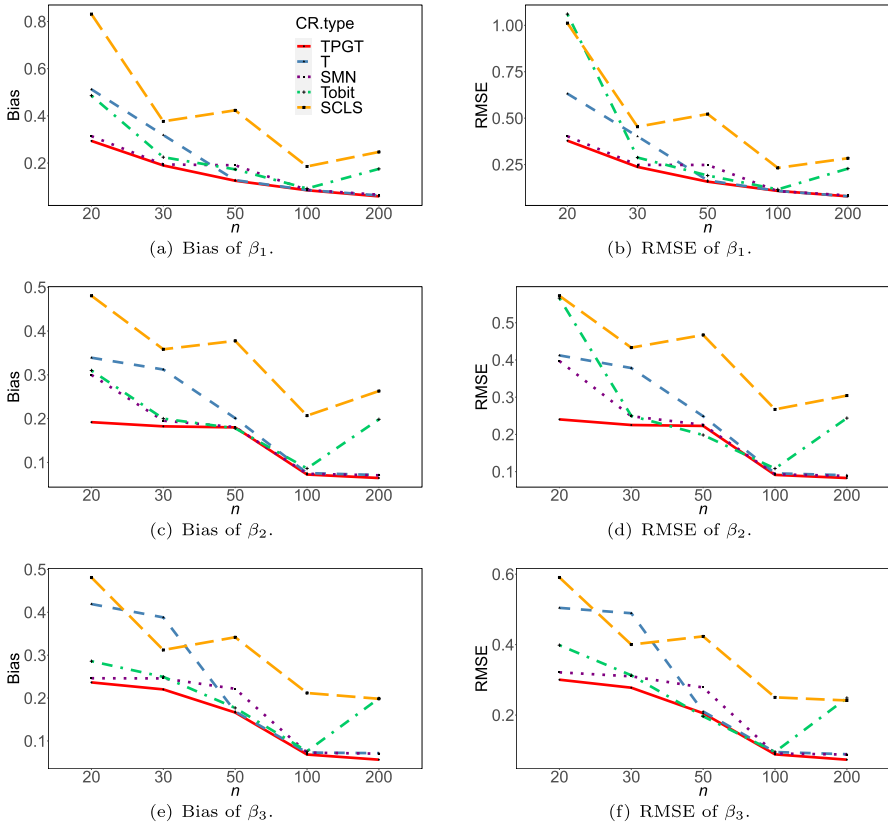 CR.type
TPGT
T
SMN
Tobit
SCLS
Bias
0.8
0.6
0.4
0.2
20 30 50 100 200
n
(a) Bias of β1.
RMSE
1.00
0.75
0.50
0.25
20 30 50 100 200
n
(b) RMSE of β1.
Bias
0.5
0.4
0.3
0.2
0.1
20 30 50 100 200
n
(c) Bias of β2.
RMSE
0.5
0.4
0.3
0.2
0.1
20 30 50 100 200
n
(d) RMSE of β2.
Bias
0.5
0.4
0.3
0.2
0.1
20 30 50 100 200
n
(e) Bias of β3.
RMSE
0.6
0.4
0.2
20 30 50 100 200
n
(f) RMSE of β3.